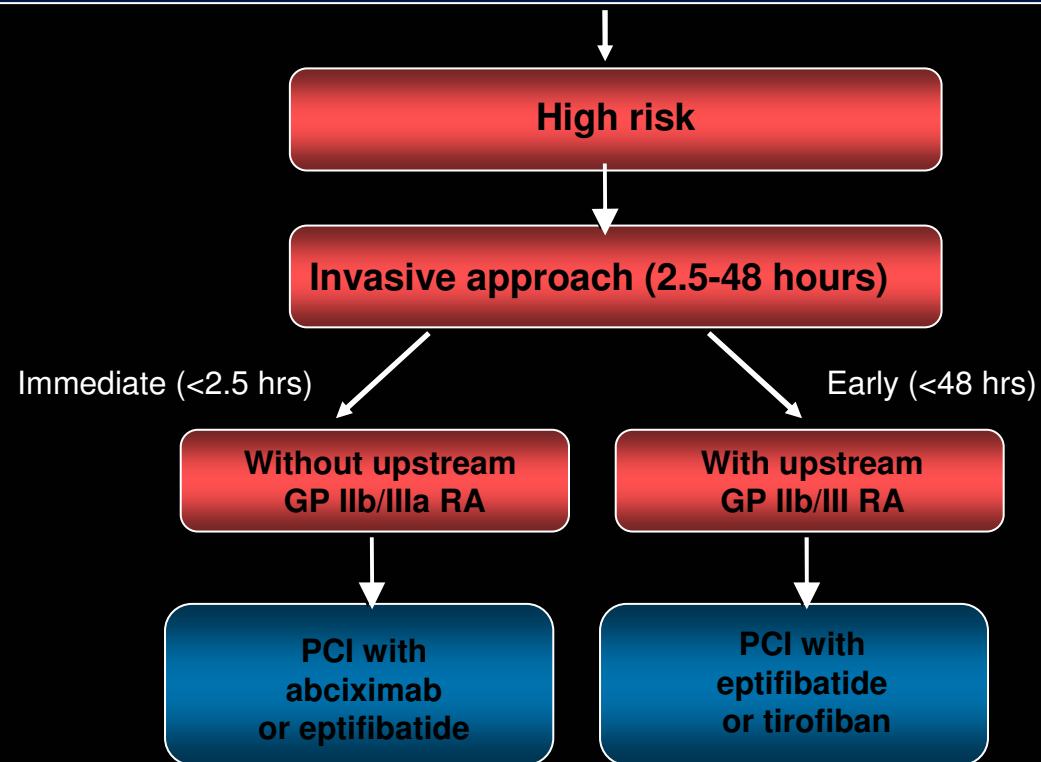 High risk
Invasive approach (2.5-48 hours)
Immediate (<2.5 hrs)
Early (<48 hrs)
Without upstream
GP IIb/IIIa RA
With upstream
GP IIb/III RA
PCI with
abciximab
or eptifibatide
PCI with
eptifibatide
or tirofiban